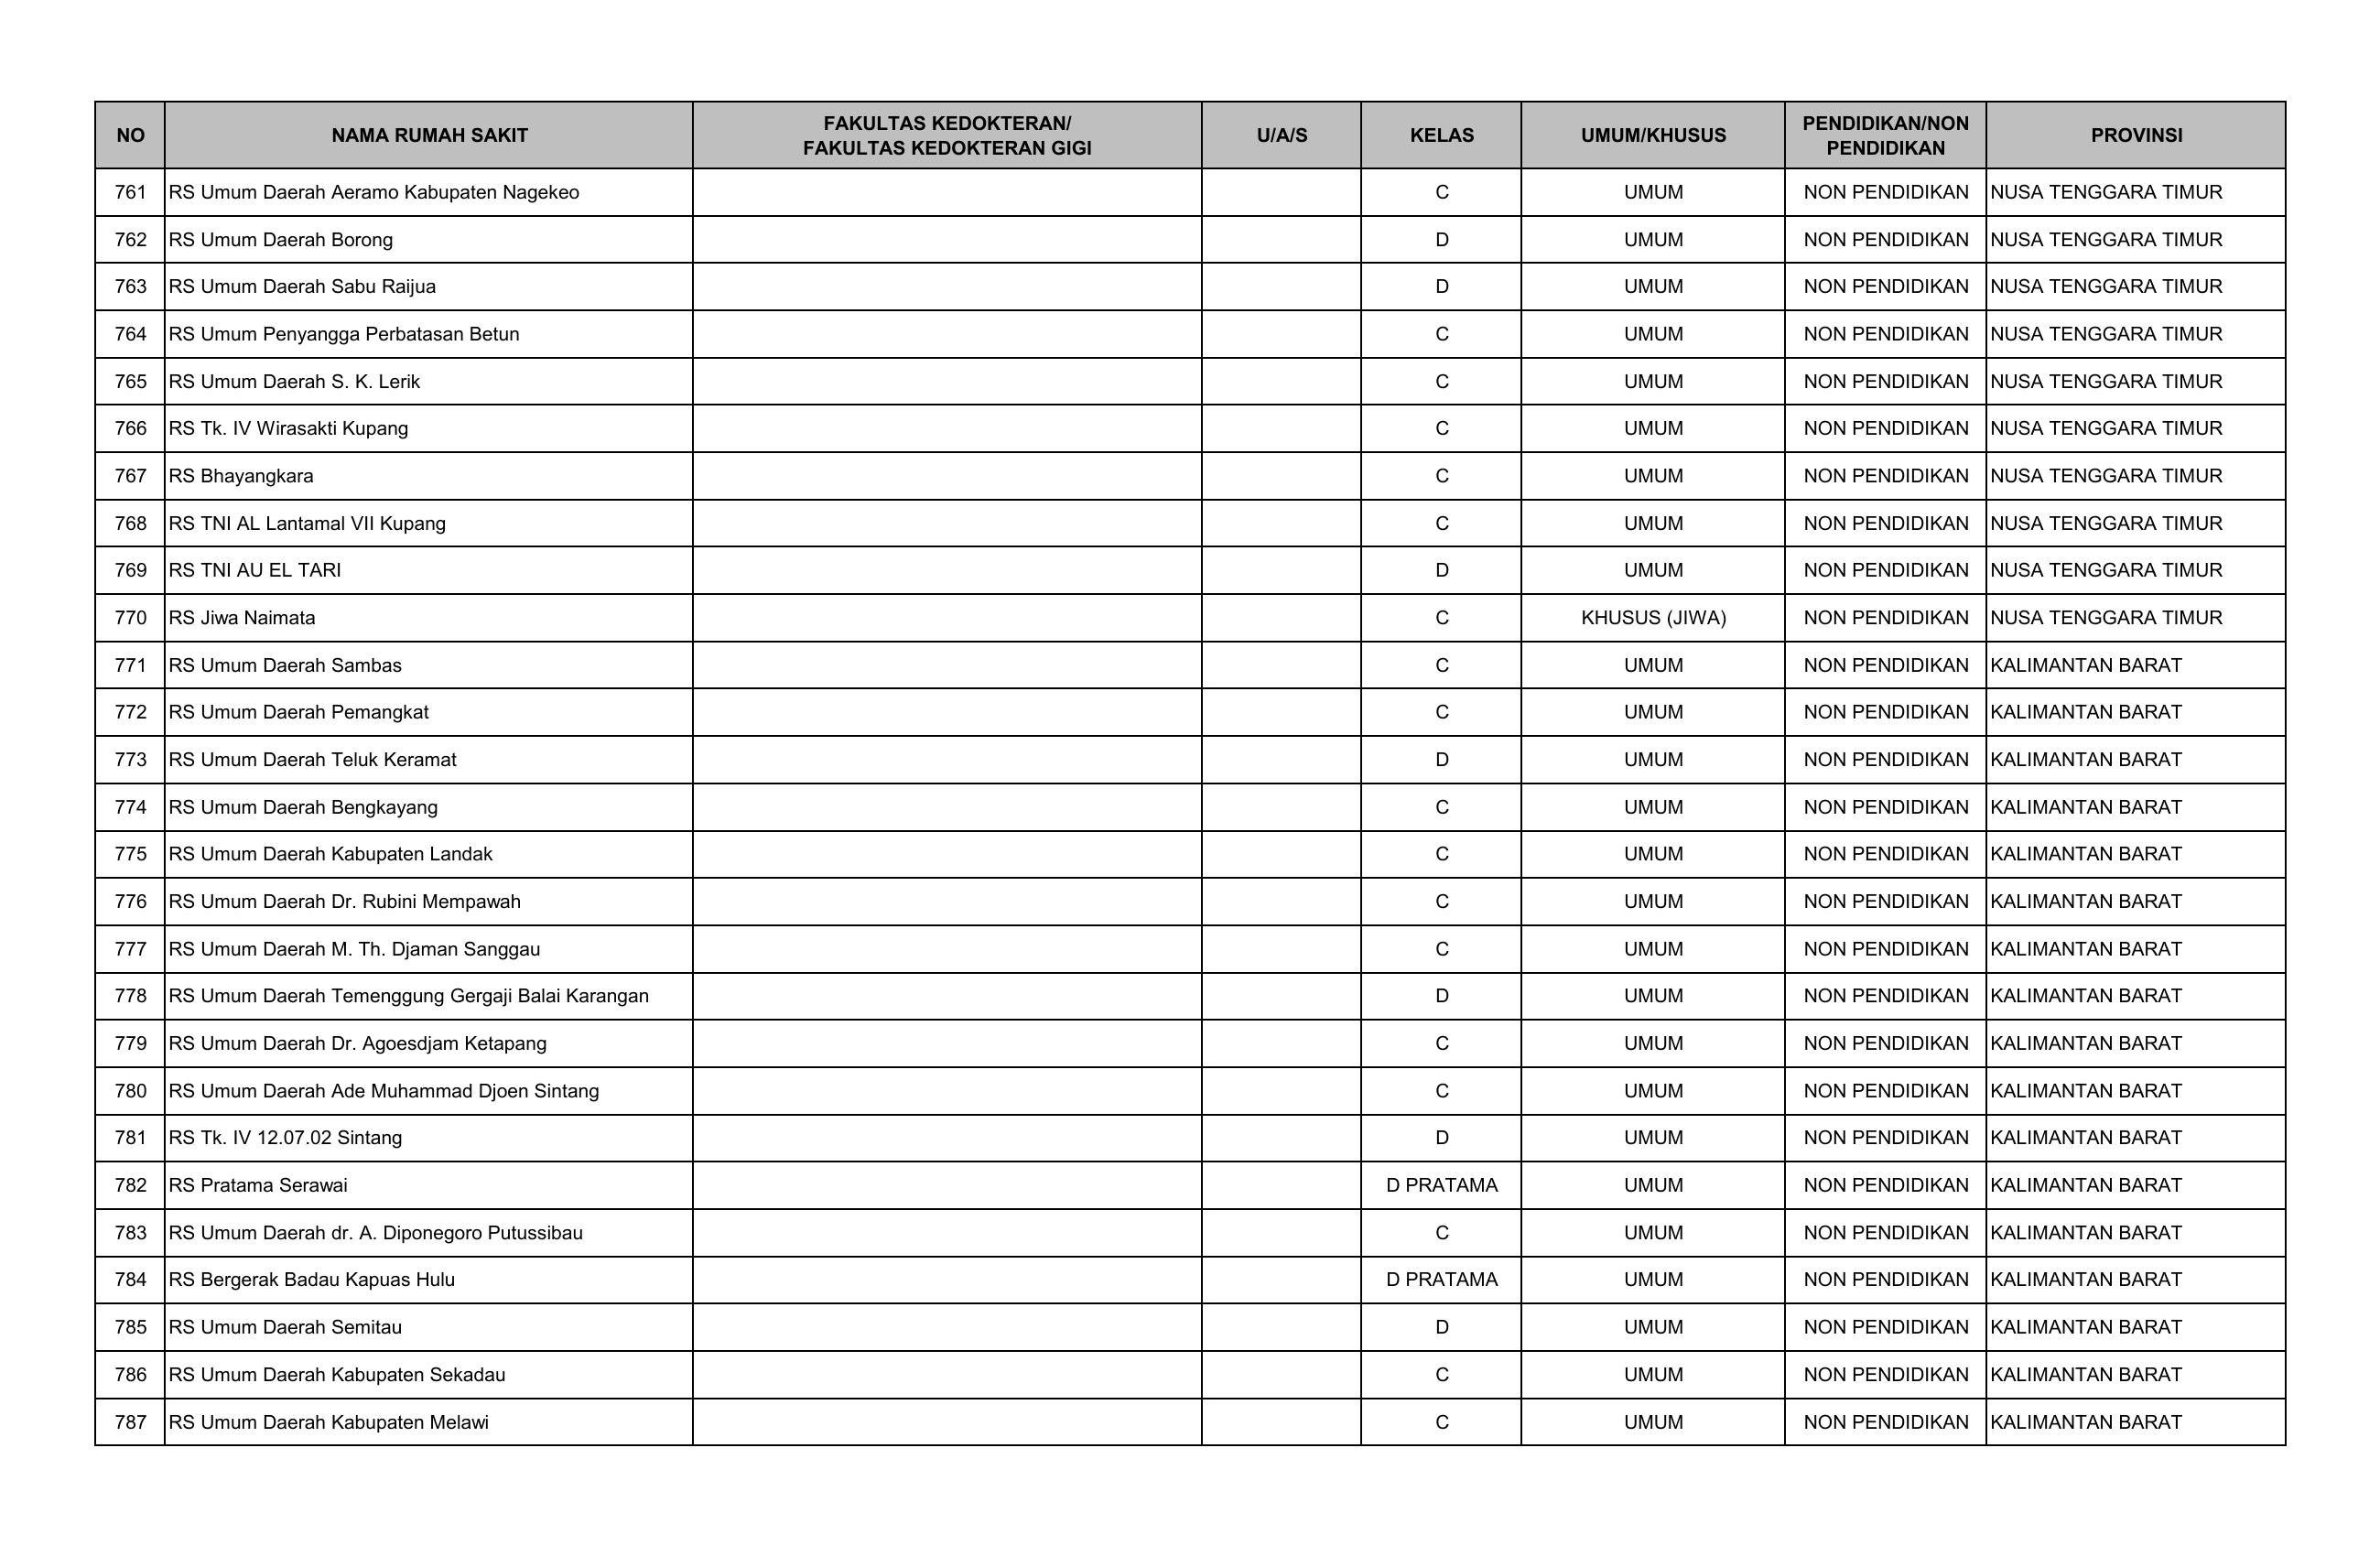 NO NAMA RUMAH SAKIT FAKULTAS KEDOKTERAN/ FAKULTAS KEDOKTERAN GIGI U/A/S KELAS UMUM/KHUSUS PENDIDIKAN/NON PENDIDIKAN PROVINSI
761 RS Umum Daerah Aeramo Kabupaten Nagekeo C UMUM NON PENDIDIKAN NUSA TENGGARA TIMUR
762 RS Umum Daerah Borong D UMUM NON PENDIDIKAN NUSA TENGGARA TIMUR
763 RS Umum Daerah Sabu Raijua D UMUM NON PENDIDIKAN NUSA TENGGARA TIMUR
764 RS Umum Penyangga Perbatasan Betun C UMUM NON PENDIDIKAN NUSA TENGGARA TIMUR
765 RS Umum Daerah S. K. Lerik C UMUM NON PENDIDIKAN NUSA TENGGARA TIMUR
766 RS Tk. IV Wirasakti Kupang C UMUM NON PENDIDIKAN NUSA TENGGARA TIMUR
767 RS Bhayangkara C UMUM NON PENDIDIKAN NUSA TENGGARA TIMUR
768 RS TNI AL Lantamal VII Kupang C UMUM NON PENDIDIKAN NUSA TENGGARA TIMUR
769 RS TNI AU EL TARI D UMUM NON PENDIDIKAN NUSA TENGGARA TIMUR
770 RS Jiwa Naimata C KHUSUS (JIWA) NON PENDIDIKAN NUSA TENGGARA TIMUR
771 RS Umum Daerah Sambas C UMUM NON PENDIDIKAN KALIMANTAN BARAT
772 RS Umum Daerah Pemangkat C UMUM NON PENDIDIKAN KALIMANTAN BARAT
773 RS Umum Daerah Teluk Keramat D UMUM NON PENDIDIKAN KALIMANTAN BARAT
774 RS Umum Daerah Bengkayang C UMUM NON PENDIDIKAN KALIMANTAN BARAT
775 RS Umum Daerah Kabupaten Landak C UMUM NON PENDIDIKAN KALIMANTAN BARAT
776 RS Umum Daerah Dr. Rubini Mempawah C UMUM NON PENDIDIKAN KALIMANTAN BARAT
777 RS Umum Daerah M. Th. Djaman Sanggau C UMUM NON PENDIDIKAN KALIMANTAN BARAT
778 RS Umum Daerah Temenggung Gergaji Balai Karangan D UMUM NON PENDIDIKAN KALIMANTAN BARAT
779 RS Umum Daerah Dr. Agoesdjam Ketapang C UMUM NON PENDIDIKAN KALIMANTAN BARAT
780 RS Umum Daerah Ade Muhammad Djoen Sintang C UMUM NON PENDIDIKAN KALIMANTAN BARAT
781 RS Tk. IV 12.07.02 Sintang D UMUM NON PENDIDIKAN KALIMANTAN BARAT
782 RS Pratama Serawai D PRATAMA UMUM NON PENDIDIKAN KALIMANTAN BARAT
783 RS Umum Daerah dr. A. Diponegoro Putussibau C UMUM NON PENDIDIKAN KALIMANTAN BARAT
784 RS Bergerak Badau Kapuas Hulu D PRATAMA UMUM NON PENDIDIKAN KALIMANTAN BARAT
785 RS Umum Daerah Semitau D UMUM NON PENDIDIKAN KALIMANTAN BARAT
786 RS Umum Daerah Kabupaten Sekadau C UMUM NON PENDIDIKAN KALIMANTAN BARAT
787 RS Umum Daerah Kabupaten Melawi C UMUM NON PENDIDIKAN KALIMANTAN BARAT